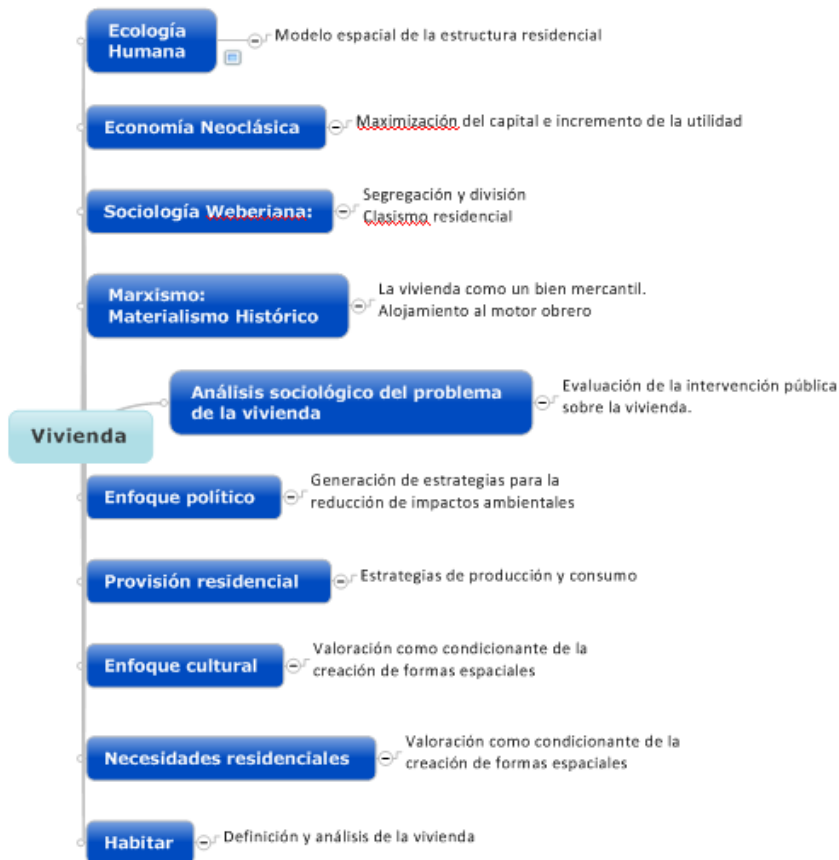 Ecología
Humana
Modelo espacial de la estructura residencial
Economía Neoclásica
Maximización del capital e incremento de la utilidad
Sociología Weberiana:
Segregación y división
Clasismo residencial
Marxismo:
Materialismo Histórico
La vivienda como un bien mercantil.
Alojamiento al motor obrero
Análisis sociológico del problema
de la vivienda
Evaluación de la intervención pública
sobre la vivienda.
Vivienda
Enfoque político
Generación de estrategias para la
reducción de impactos ambientales
Provisión residencial
Estrategias de producción y consumo
Enfoque cultural
Valoración como condicionante de la
creación de formas espaciales
Necesidades residenciales
Valoración como condicionante de la
creación de formas espaciales
Habitar
Definición y análisis de la vivienda